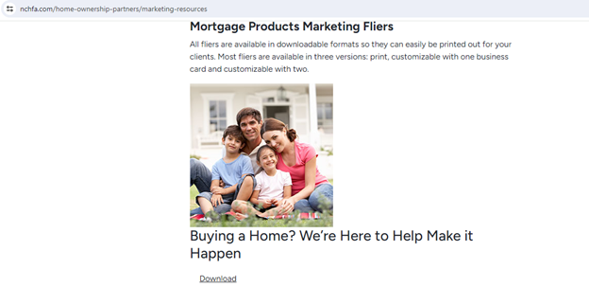 nchfa.com/home-ownership-partners/marketing-resources
Mortgage Products Marketing Fliers
All fliers are available in downloadable formats so they can easily be printed out for your
clients. Most fliers are available in three versions: print, customizable with one business
card and customizable with two.
Buying a Home? We’re Here to Help Make it
Happen
Download